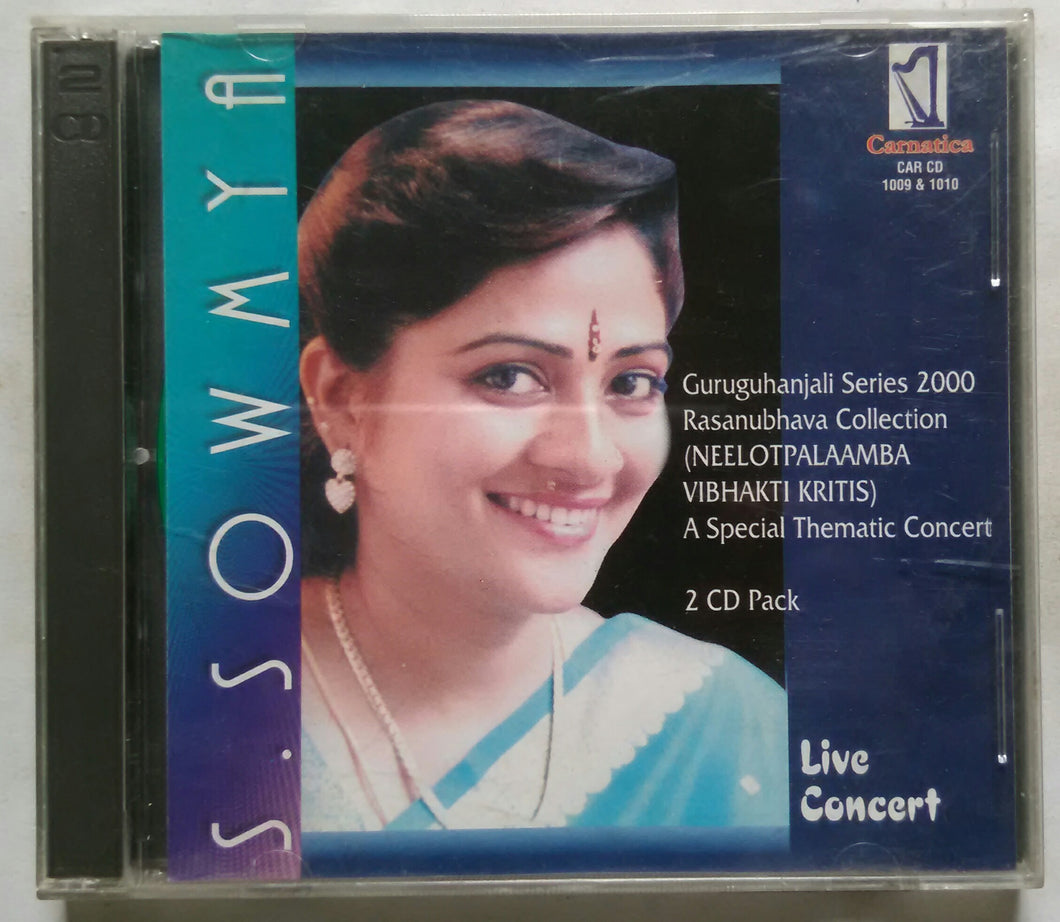 2
CD
S. SOWMYA
Carnatica
CAR CD
1009 & 1010
Guruguhanjali Series 2000
Rasanubhava Collection
(NEELOTPALAAMBA
VIBHAKTI KRITIS)
A Special Thematic Concert
2 CD Pack
Live
Concert